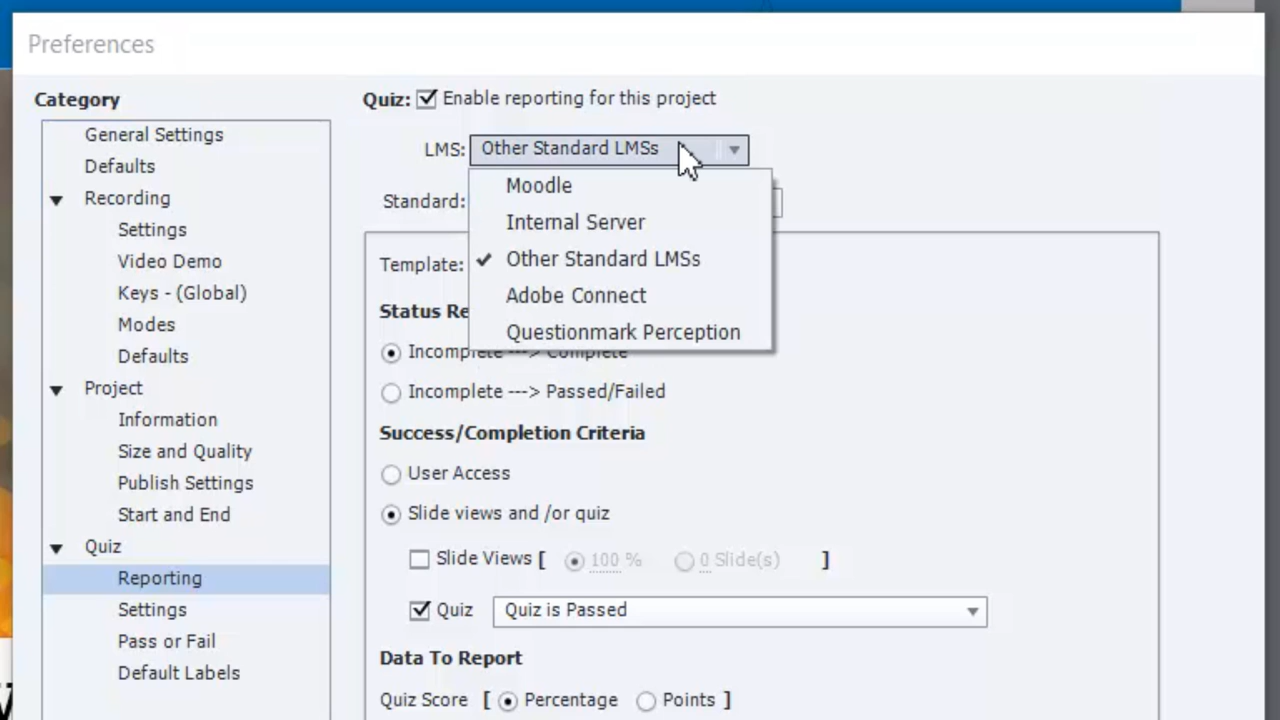 Preferences
Category
General Settings
Defaults
Recording
Settings
Video Demo
Keys - (Global)
Modes
Defaults
Project
Information
Size and Quality
Publish Settings
Start and End
Quiz
Reporting
Settings
Pass or Fail
Default Labels
Quiz: Enable reporting for this project
LMS: Other Standard LMSs
Moodle
Internal Server
Other Standard LMSs
Adobe Connect
Questionmark Perception
Standard:
Template:
Status Re
Incomplete ---> Complete
Incomplete ---> Passed/Failed
Success/Completion Criteria
User Access
Slide views and /or quiz
Slide Views [ 100 % 0 Slide(s) ]
Quiz Quiz is Passed
Data To Report
Quiz Score [ Percentage Points ]